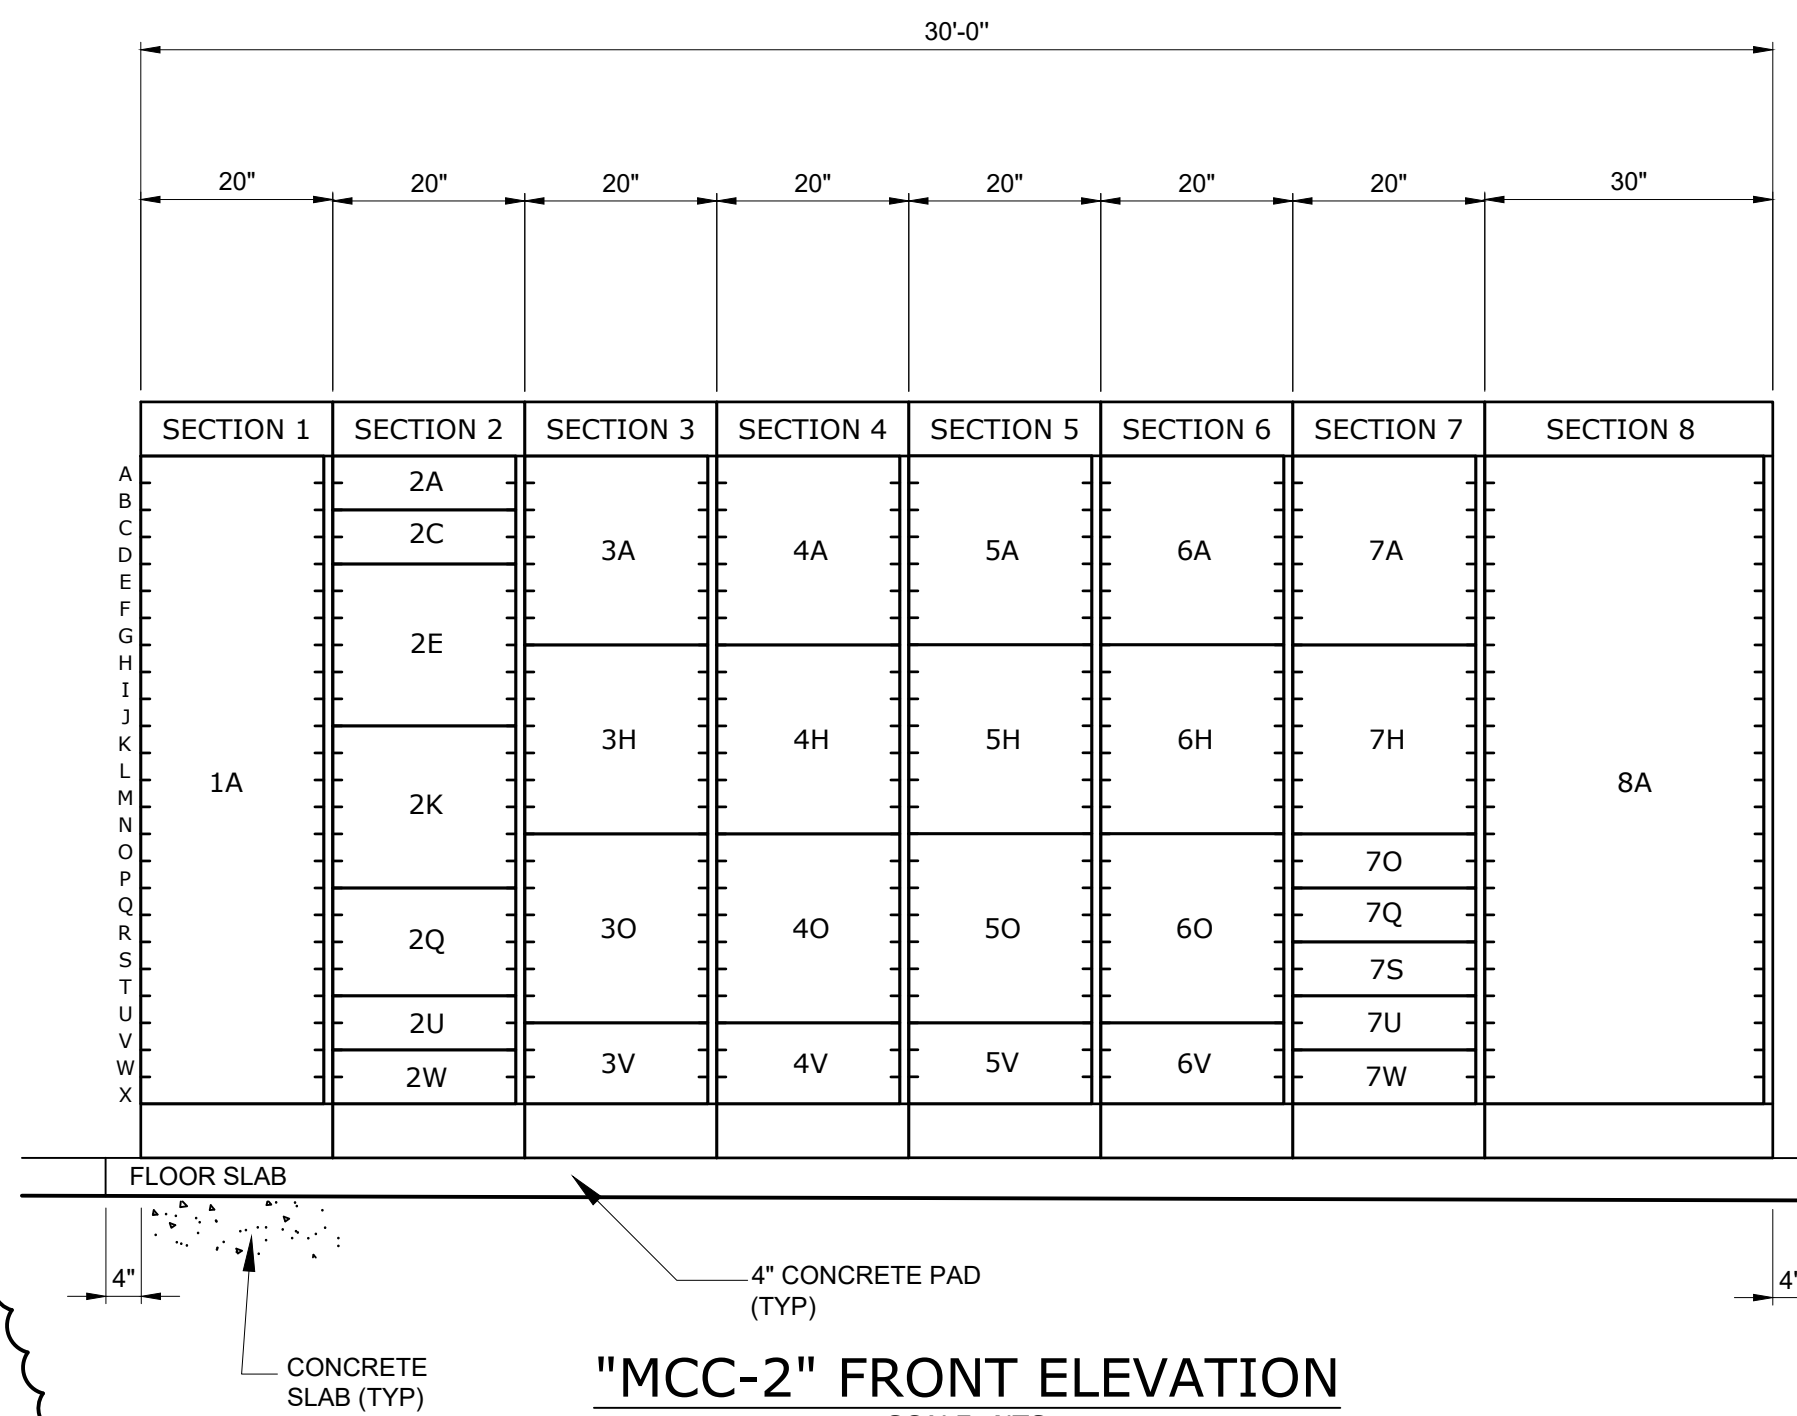 30'-0"
20" 20" 20" 20" 20" 20" 20" 30"
SECTION 1 SECTION 2 SECTION 3 SECTION 4 SECTION 5 SECTION 6 SECTION 7 SECTION 8
A
B
C
D
E
F
G
H
I
J
K
L
M
N
O
P
Q
R
S
T
U
V
W
X
1A
2A
2C
2E
2K
2Q
2U
2W
3A
3H
3O
3V
4A
4H
4O
4V
5A
5H
5O
5V
6A
6H
6O
6V
7A
7H
7O
7Q
7S
7U
7W
8A
FLOOR SLAB
4"
4"
4" CONCRETE PAD
(TYP)
CONCRETE
SLAB (TYP)
"MCC-2" FRONT ELEVATION